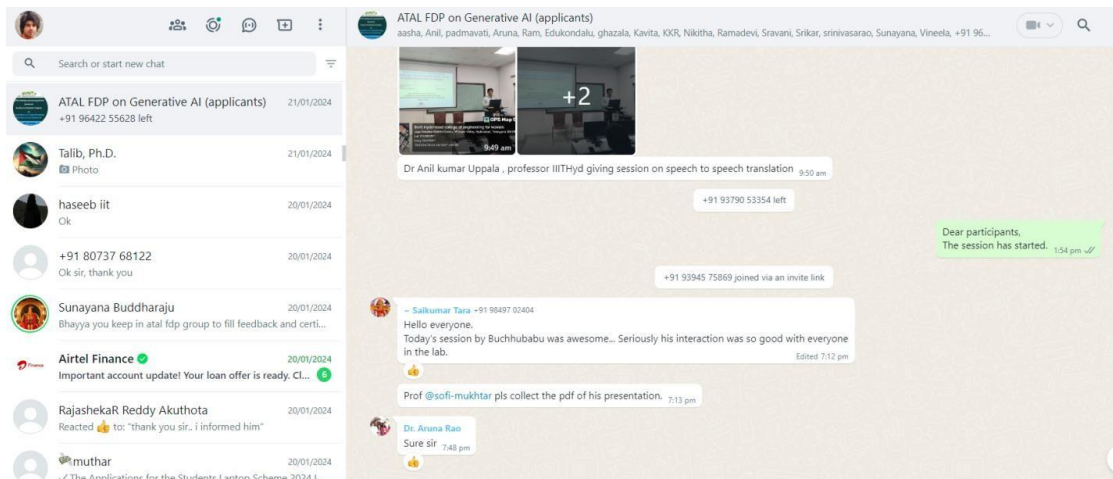 Search or start new chat
ATAL FDP on Generative AI (applicants)
21/01/2024
+91 96422 55628 left
Talib, Ph.D.
21/01/2024
Photo
haseeb iit
20/01/2024
Ok
+91 80737 68122
20/01/2024
Ok sir, thank you
Sunayana Buddharaju
20/01/2024
Bhayya you keep in atal fdp group to fill feedback and certi...
Airtel Finance
20/01/2024
Important account update! Your loan offer is ready. Cl...
6
RajashekaR Reddy Akuthota
20/01/2024
Reacted 👍 to: "thank you sir.. i informed him"
muthar
20/01/2024
The Applications for the Students Laptop Scheme 2024 I...
ATAL FDP on Generative AI (applicants)
aasha, Anil, padmavati, Aruna, Ram, Edukondalu, ghazala, Kavita, KKR, Nikitha, Ramadevi, Sravani, Srikar, srinivasarao, Sunayana, Vineela, +91 96...
+2
9:49 am
Dr Anil kumar Uppala , professor IIITHyd giving session on speech to speech translation
9:50 am
+91 93790 53354 left
Dear participants,
The session has started.
1:54 pm
+91 93945 75869 joined via an invite link
~ Saikumar Tara +91 98497 02404
Hello everyone.
Today's session by Buchhubabu was awesome... Seriously his interaction was so good with everyone
in the lab.
Edited 7:12 pm
Prof @sofi-mukhtar pls collect the pdf of his presentation.
7:13 pm
Dr. Aruna Rao
Sure sir
7:48 pm